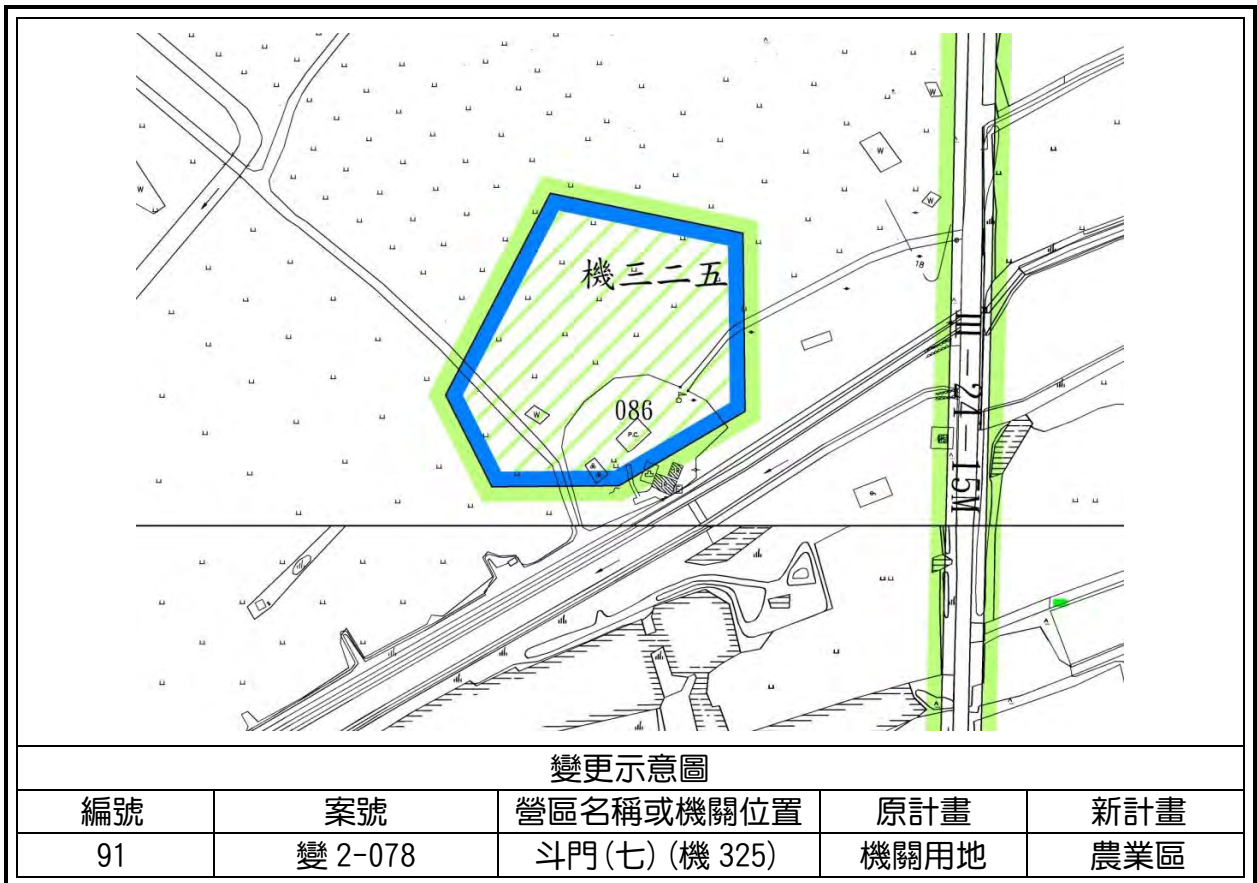 機三二五
086
P.C.
W
W
W
W
W
18
III-21-15M
變更示意圖
編號 案號 營區名稱或機關位置 原計畫 新計畫
91 變 2-078 斗門(七)(機 325) 機關用地 農業區